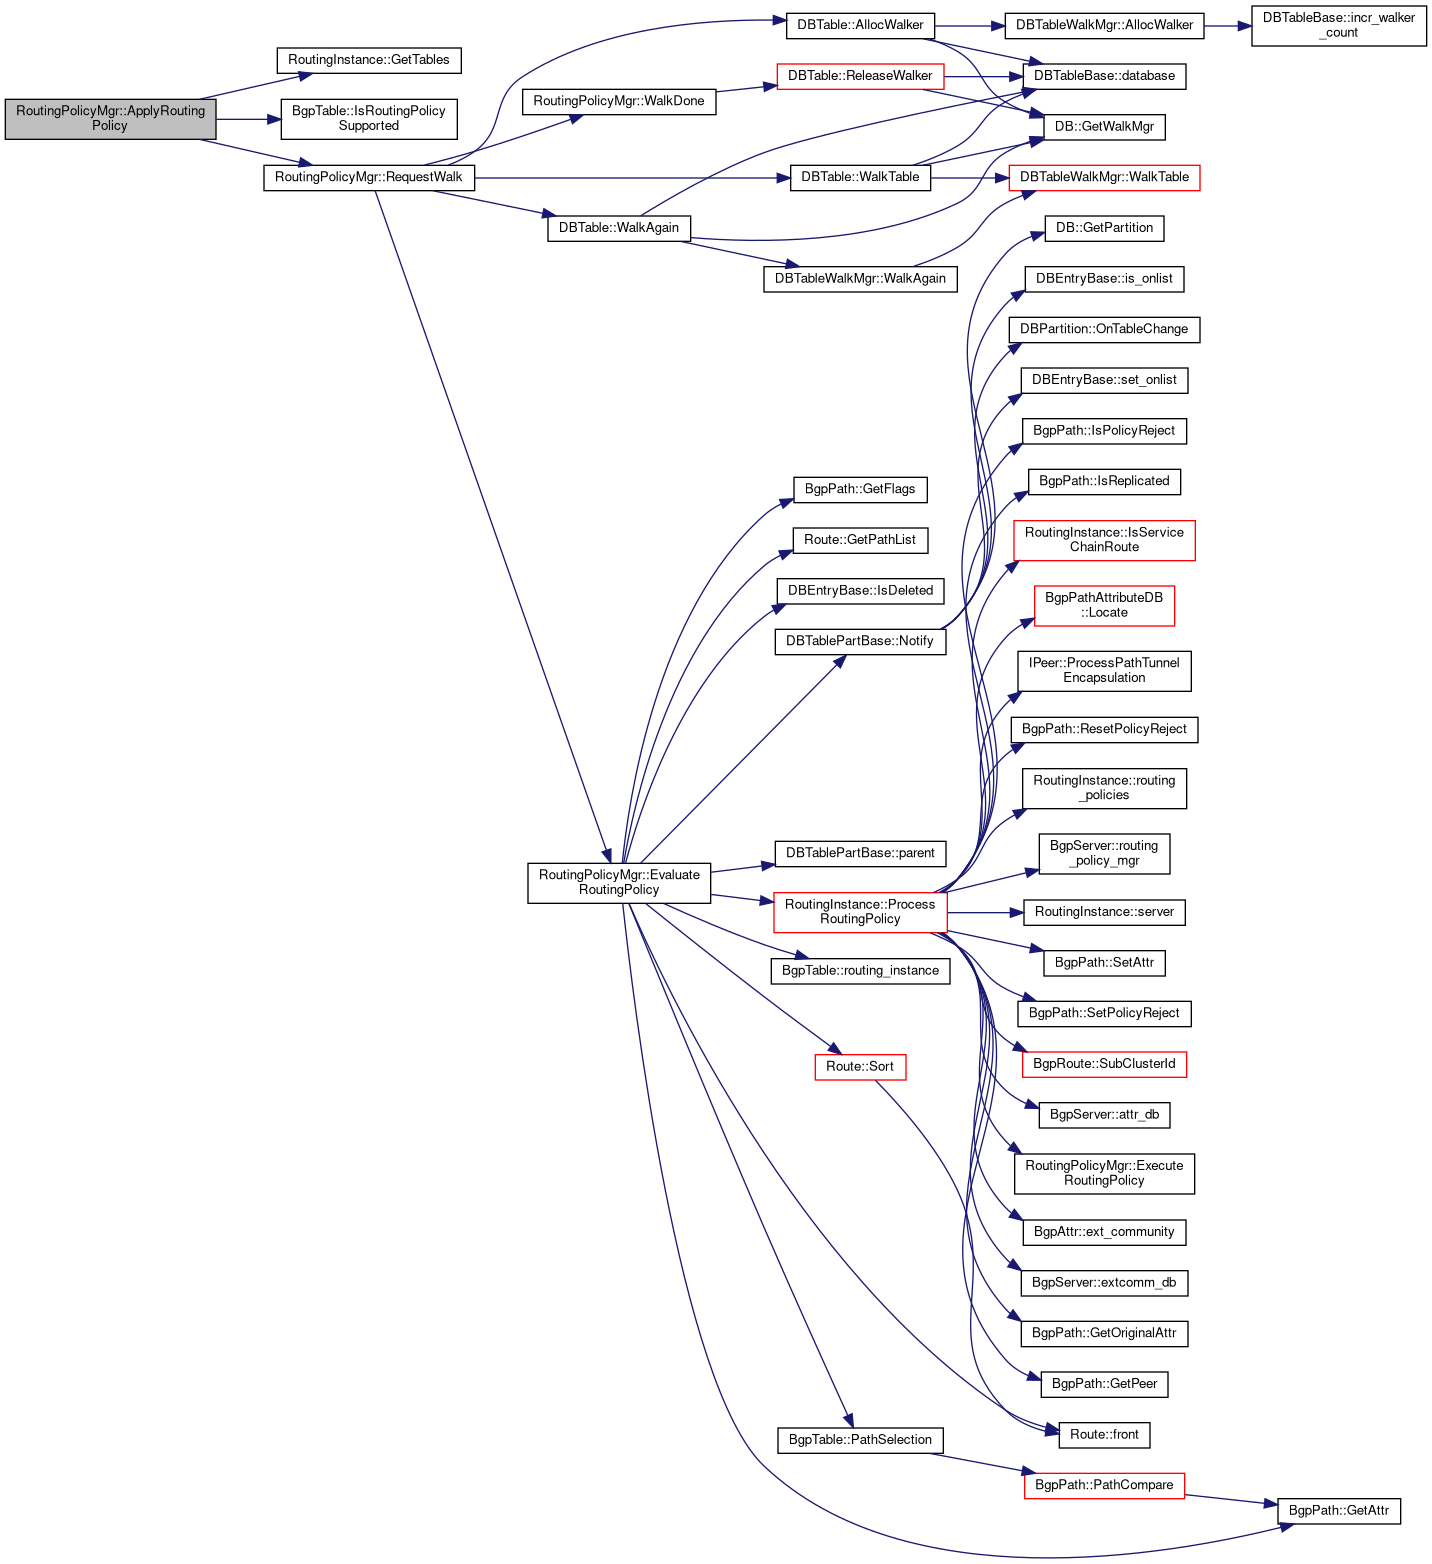 RoutingPolicyMgr::ApplyRouting
Policy
RoutingInstance::GetTables
BgpTable::IsRoutingPolicy
Supported
RoutingPolicyMgr::RequestWalk
RoutingPolicyMgr::WalkDone
DBTable::WalkAgain
RoutingPolicyMgr::Evaluate
RoutingPolicy
DBTable::AllocWalker
DBTable::ReleaseWalker
DBTable::WalkTable
DBTableWalkMgr::WalkAgain
BgpPath::GetFlags
Route::GetPathList
DBEntryBase::IsDeleted
DBTablePartBase::Notify
DBTablePartBase::parent
RoutingInstance::Process
RoutingPolicy
BgpTable::routing_instance
Route::Sort
BgpTable::PathSelection
DBTableWalkMgr::AllocWalker
DBTableBase::database
DB::GetWalkMgr
DBTableWalkMgr::WalkTable
DB::GetPartition
DBEntryBase::is_onlist
DBPartition::OnTableChange
DBEntryBase::set_onlist
BgpPath::IsPolicyReject
BgpPath::IsReplicated
RoutingInstance::IsService
ChainRoute
BgpPathAttributeDB
::Locate
IPeer::ProcessPathTunnel
Encapsulation
BgpPath::ResetPolicyReject
RoutingInstance::routing
_policies
BgpServer::routing
_policy_mgr
RoutingInstance::server
BgpPath::SetAttr
BgpPath::SetPolicyReject
BgpRoute::SubClusterId
BgpServer::attr_db
RoutingPolicyMgr::Execute
RoutingPolicy
BgpAttr::ext_community
BgpServer::extcomm_db
BgpPath::GetOriginalAttr
BgpPath::GetPeer
Route::front
BgpPath::PathCompare
DBTableBase::incr_walker
_count
BgpPath::GetAttr